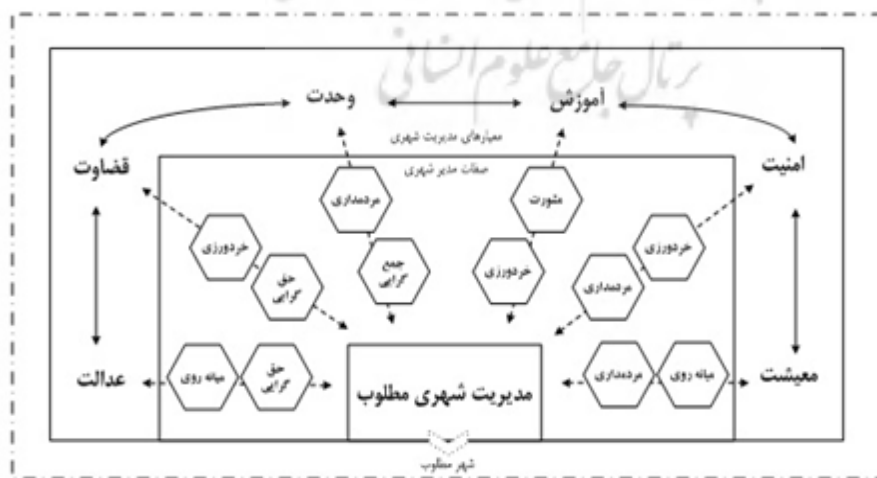 پرتال جامع علوم انسانی
وحدت
آموزش
معیارهای مدیریت شهری
قضاوت
امنیت
صفات مدیر شهری
مشورت
مردمداری
خردورزی
خردورزی
جمع
گرایی
خردورزی
مردمداری
حق
گرایی
معیشت
میانه روی
مردمداری
مدیریت شهری مطلوب
حق
گرایی
میانه روی
عدالت
شهر مطلوب